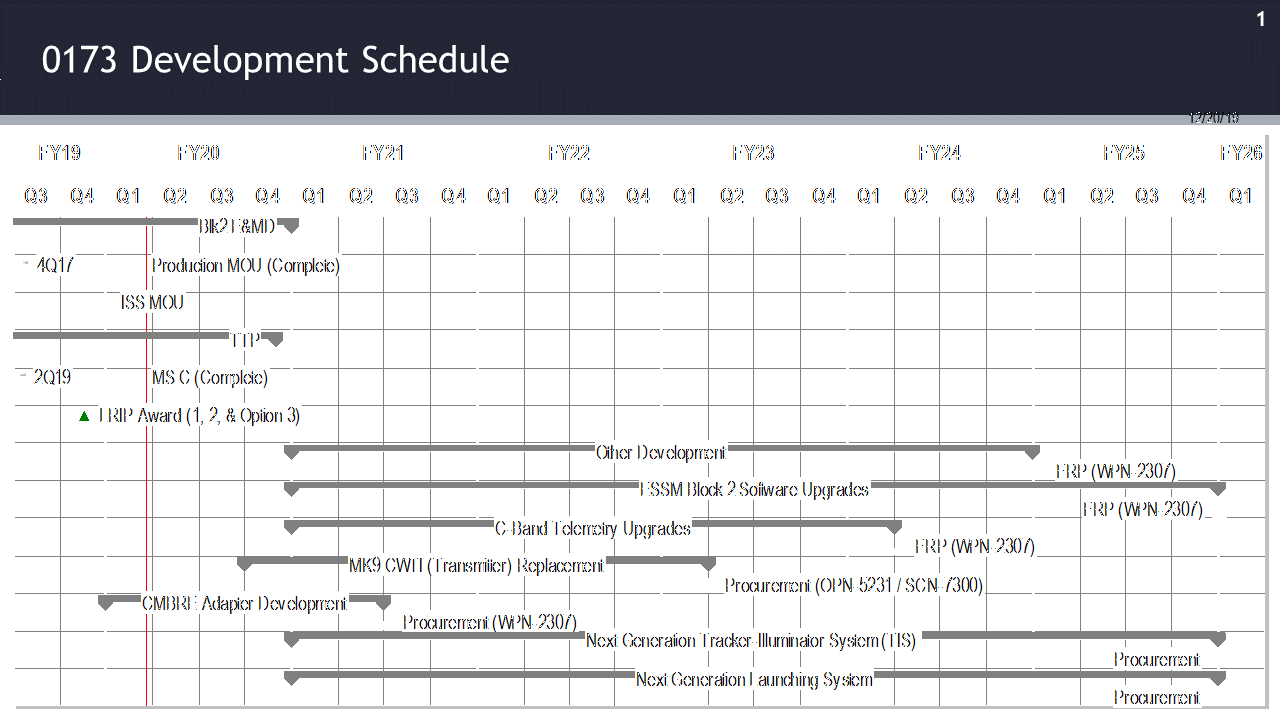 1
0173 Development Schedule
12/20/19
FY19 FY20 FY21 FY22 FY23 FY24 FY25 FY26
Q3 Q4 Q1 Q2 Q3 Q4 Q1 Q2 Q3 Q4 Q1 Q2 Q3 Q4 Q1 Q2 Q3 Q4 Q1 Q2 Q3 Q4 Q1 Q2 Q3 Q4 Q1
Blk2 E&MD
4Q17 Production MOU (Complete)
ISS MOU
TTP
2Q19 MS C (Complete)
LRIP Award (1, 2, & Option 3)
Other Development
FRP (WPN-2307)
ESSM Block 2 Software Upgrades
FRP (WPN-2307)
C-Band Telemetry Upgrades
FRP (WPN-2307)
MK9 CWTI (Transmitter) Replacement
Procurement (OPN-5231 / SCN-7300)
CMBRE Adapter Development
Procurement (WPN-2307)
Next Generation Tracker-Illuminator System (TIS)
Procurement
Next Generation Launching System
Procurement